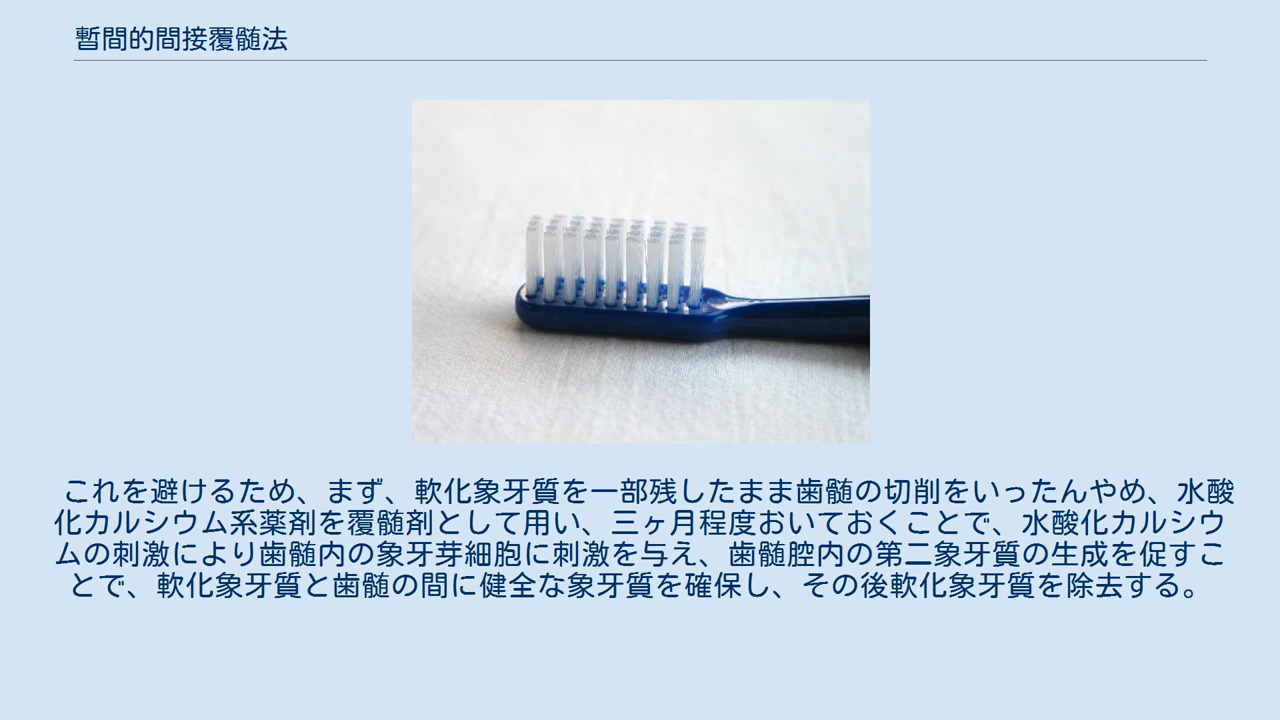 暫間的間接覆髄法
これを避けるため、まず、軟化象牙質を一部残したまま歯髄の切削をいったんやめ、水酸
化カルシウム系薬剤を覆髄剤として用い、三ヶ月程度おいておくことで、水酸化カルシウ
ムの刺激により歯髄内の象牙芽細胞に刺激を与え、歯髄腔内の第二象牙質の生成を促すこ
とで、軟化象牙質と歯髄の間に健全な象牙質を確保し、その後軟化象牙質を除去する。